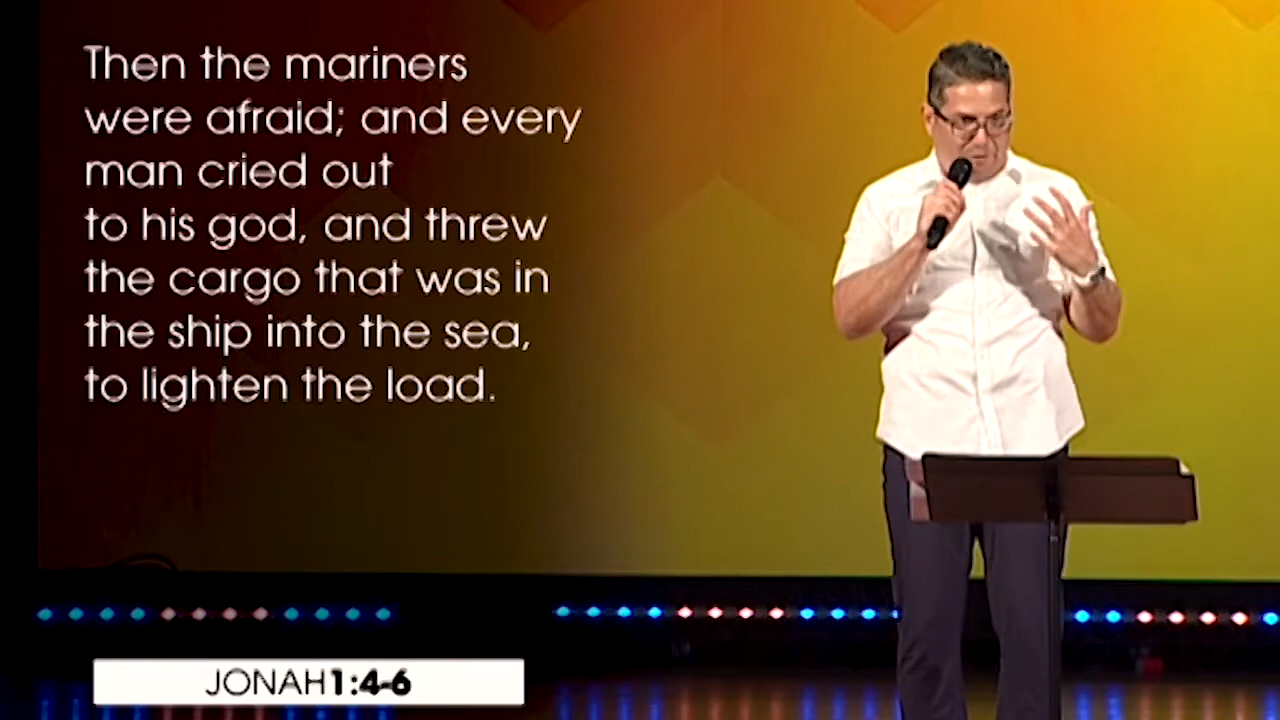 Then the mariners
were afraid; and every
man cried out
to his god, and threw
the cargo that was in
the ship into the sea,
to lighten the load.
JONAH 1:4-6